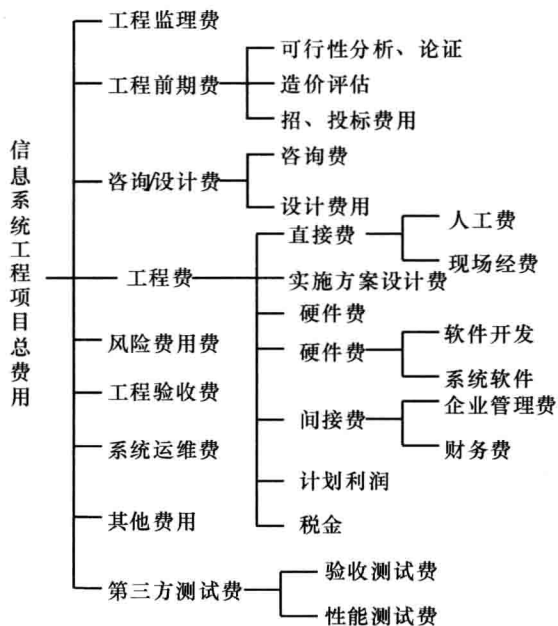 信息系统工程项目总费用
工程监理费
工程前期费
可行性分析、论证
造价评估
招、投标费用
咨询/设计费
咨询费
设计费用
工程费
直接费
人工费
现场经费
实施方案设计费
硬件费
硬件费
软件开发
系统软件
间接费
企业管理费
财务费
计划利润
税金
风险费用费
工程验收费
系统运维费
其他费用
第三方测试费
验收测试费
性能测试费